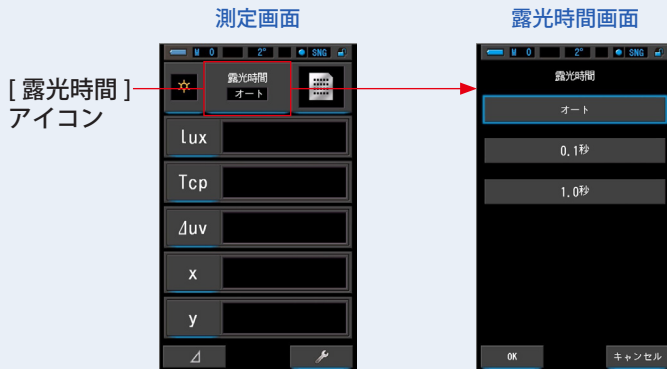 測定画面
露光時間画面
[ 露光時間 ]
アイコン
M 0 2° SNG
露光時間
オート
lux
Tcp
⊿uv
x
y
⊿
M 0 2° SNG
露光時間
オート
0.1秒
1.0秒
OK キャンセル